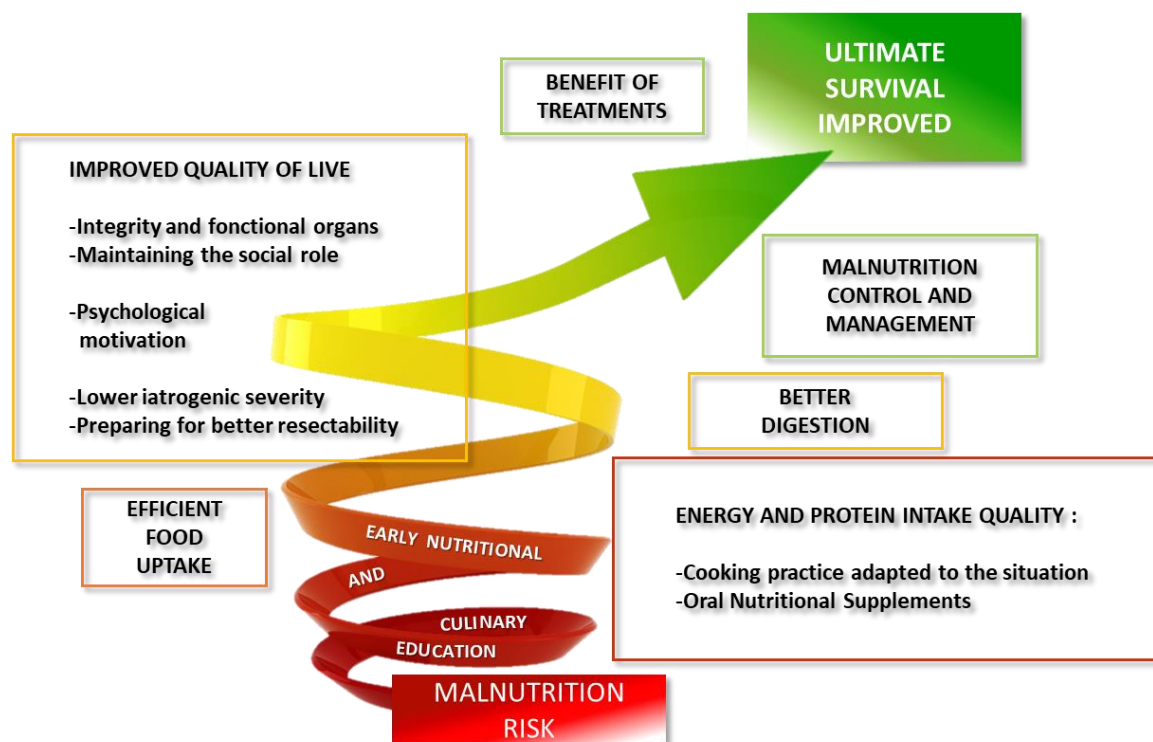 ULTIMATE
SURVIVAL
IMPROVED
BENEFIT OF
TREATMENTS
IMPROVED QUALITY OF LIVE
-Integrity and fonctional organs
-Maintaining the social role
-Psychological
motivation
-Lower iatrogenic severity
-Preparing for better resectability
MALNUTRITION
CONTROL AND
MANAGEMENT
BETTER
DIGESTION
EFFICIENT
FOOD
UPTAKE
ENERGY AND PROTEIN INTAKE QUALITY :
-Cooking practice adapted to the situation
-Oral Nutritional Supplements
EARLY NUTRITIONAL
AND
CULINARY
EDUCATION
MALNUTRITION
RISK